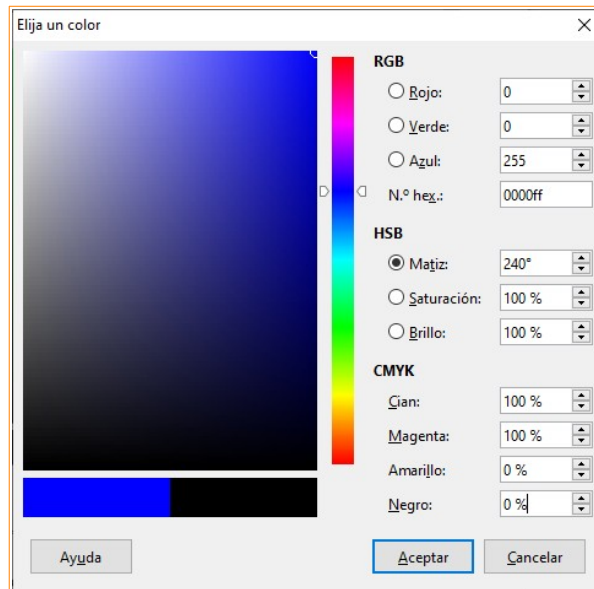 Elija un color
RGB
Rojo: 0
Verde: 0
Azul: 255
N.º hex.: 0000ff
HSB
Matiz: 240°
Saturación: 100 %
Brillo: 100 %
CMYK
Cian: 100 %
Magenta: 100 %
Amarillo: 0 %
Negro: 0 %
Ayuda Aceptar Cancelar